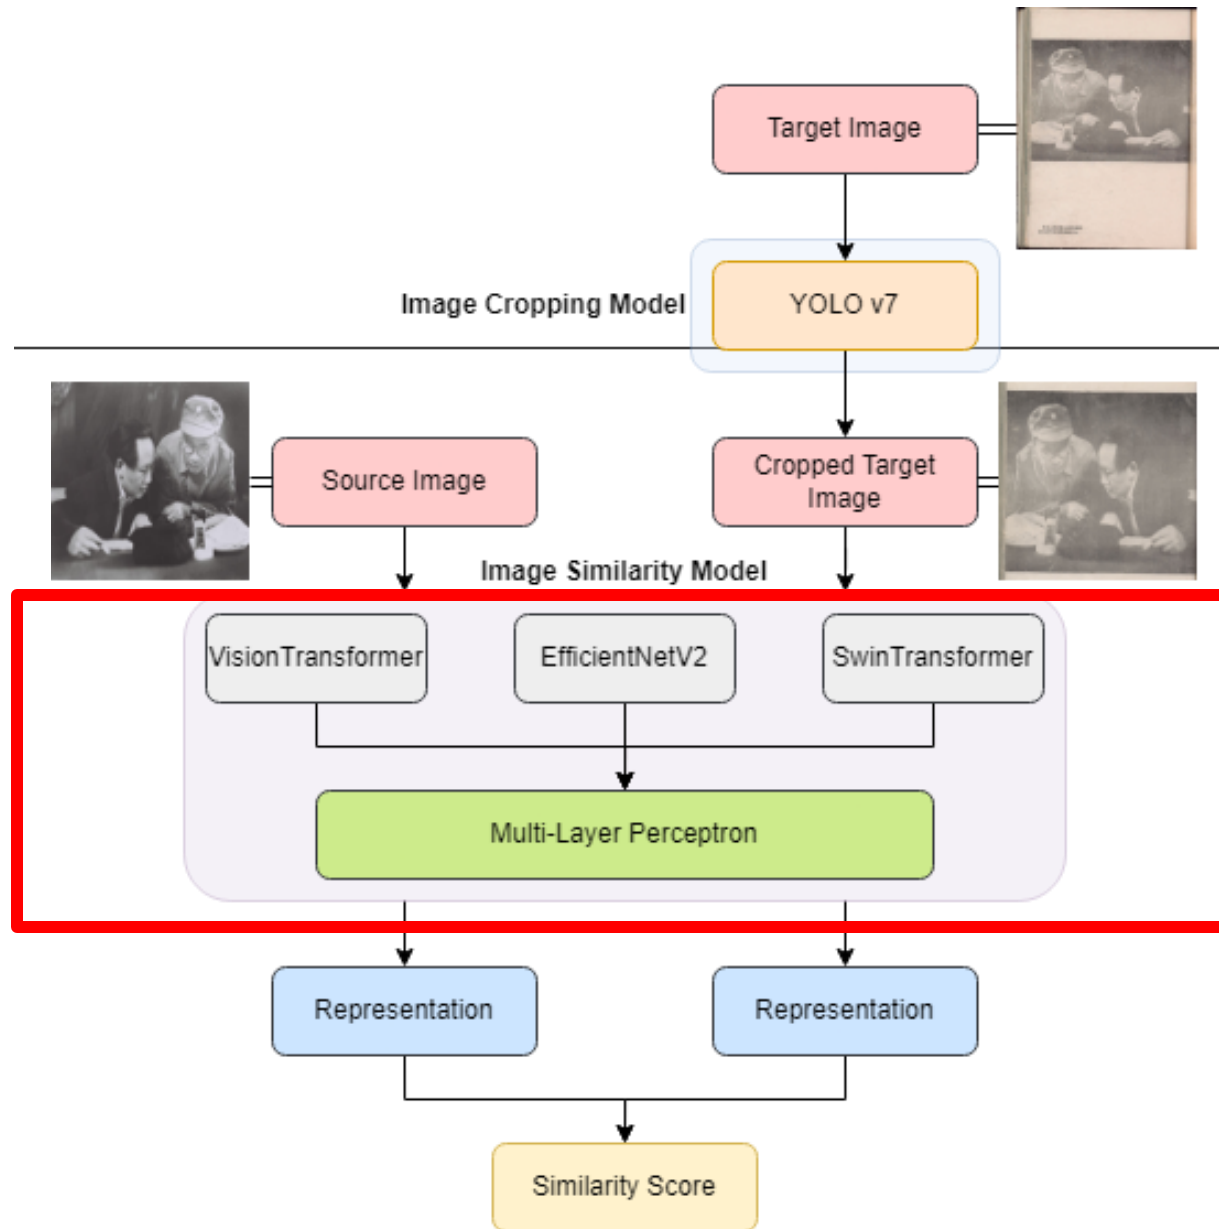 Target Image
Image Cropping Model
YOLO v7
Source Image
Cropped Target
Image
Image Similarity Model
VisionTransformer
EfficientNetV2
SwinTransformer
Multi-Layer Perceptron
Representation
Representation
Similarity Score